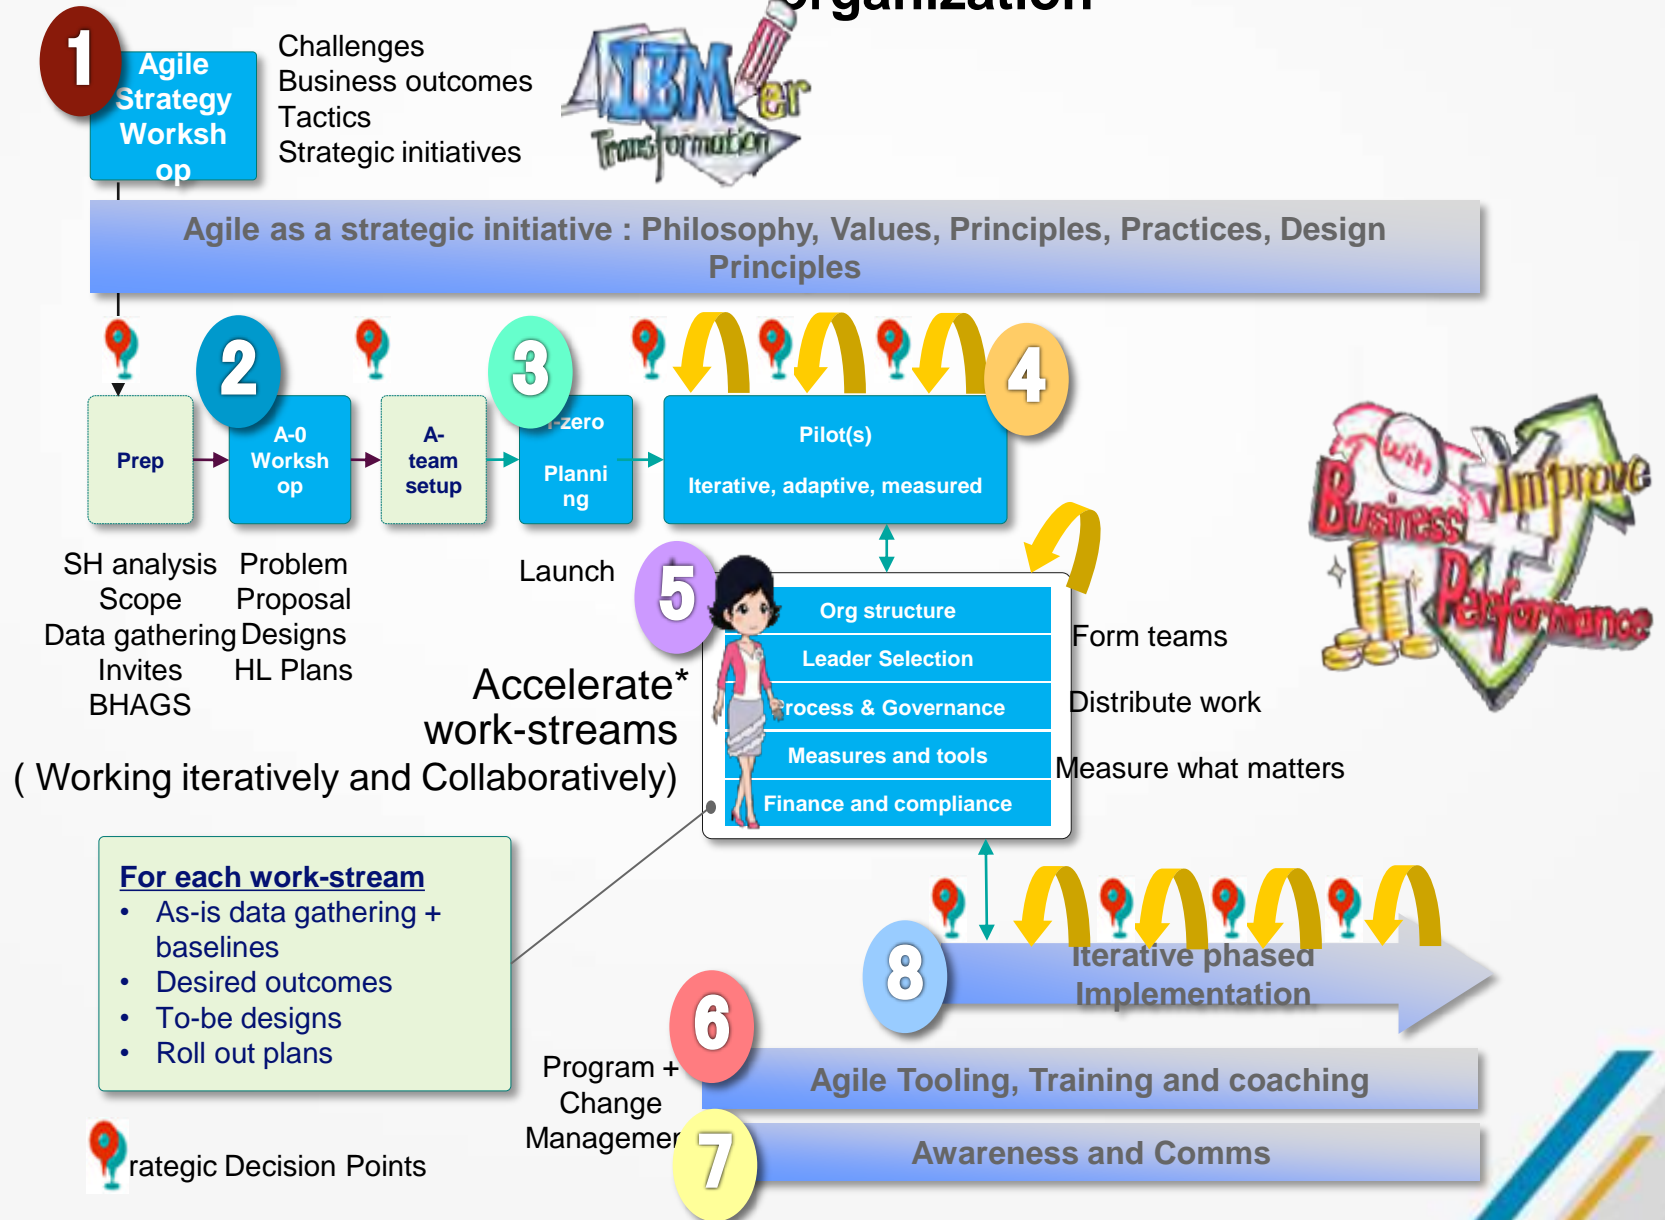 organization
1
Agile
Strategy
Worksh
op
Challenges
Business outcomes
Tactics
Strategic initiatives
IBM
er
Transformation
Agile as a strategic initiative : Philosophy, Values, Principles, Practices, Design
Principles
2
3
4
Prep
A-0
Worksh
op
A-
team
setup
-zero
Planni
ng
Pilot(s)
Iterative, adaptive, measured
SH analysis
Scope
Data gathering
Invites
BHAGS
Problem
Proposal
Designs
HL Plans
Launch
5
Org structure
Leader Selection
rocess & Governance
Measures and tools
Finance and compliance
Form teams
Distribute work
Measure what matters
Accelerate*
work-streams
( Working iteratively and Collaboratively)
Win
Business
Improve
Performance
For each work-stream
• As-is data gathering +
baselines
• Desired outcomes
• To-be designs
• Roll out plans
8
Iterative phased
Implementation
6
Program +
Change
Managemen
Agile Tooling, Training and coaching
7
Awareness and Comms
rategic Decision Points